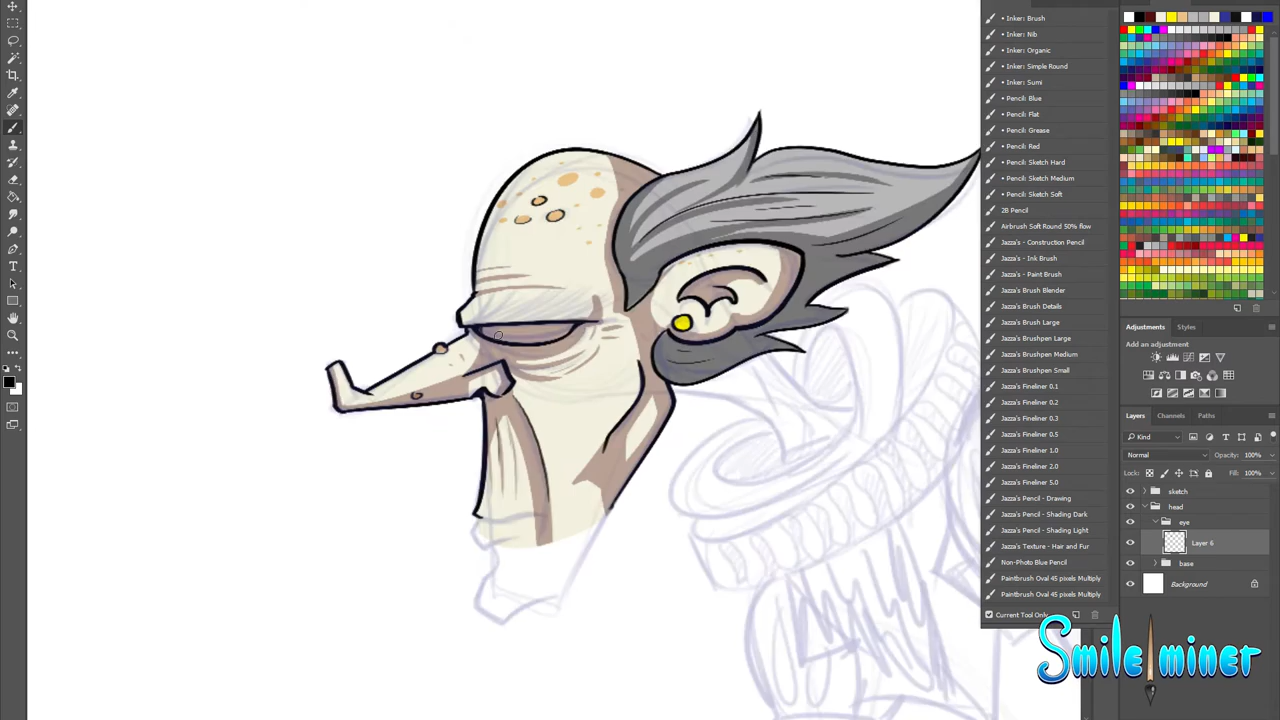 • Inker: Brush
• Inker: Nib
• Inker: Organic
• Inker: Simple Round
• Inker: Sumi
• Pencil: Blue
• Pencil: Flat
• Pencil: Grease
• Pencil: Red
• Pencil: Sketch Hard
• Pencil: Sketch Medium
• Pencil: Sketch Soft
2B Pencil
Airbrush Soft Round 50% flow
Jazza's - Construction Pencil
Jazza's - Ink Brush
Jazza's - Paint Brush
Jazza's Brush Blender
Jazza's Brush Details
Jazza's Brush Large
Jazza's Brushpen Large
Jazza's Brushpen Medium
Jazza's Brushpen Small
Jazza's Fineliner 0.1
Jazza's Fineliner 0.2
Jazza's Fineliner 0.3
Jazza's Fineliner 0.5
Jazza's Fineliner 1.0
Jazza's Fineliner 2.0
Jazza's Fineliner 5.0
Jazza's Pencil - Drawing
Jazza's Pencil - Shading Dark
Jazza's Pencil - Shading Light
Jazza's Texture - Hair and Fur
Non-Photo Blue Pencil
Paintbrush Oval 45 pixels Multiply
Paintbrush Oval 45 pixels Multiply
Current Tool Only
Adjustments Styles
Add an adjustment
Layers Channels Paths
Kind
Normal Opacity: 100%
Lock: Fill: 100%
sketch
head
eye
Layer 6
base
Background
Smile miner